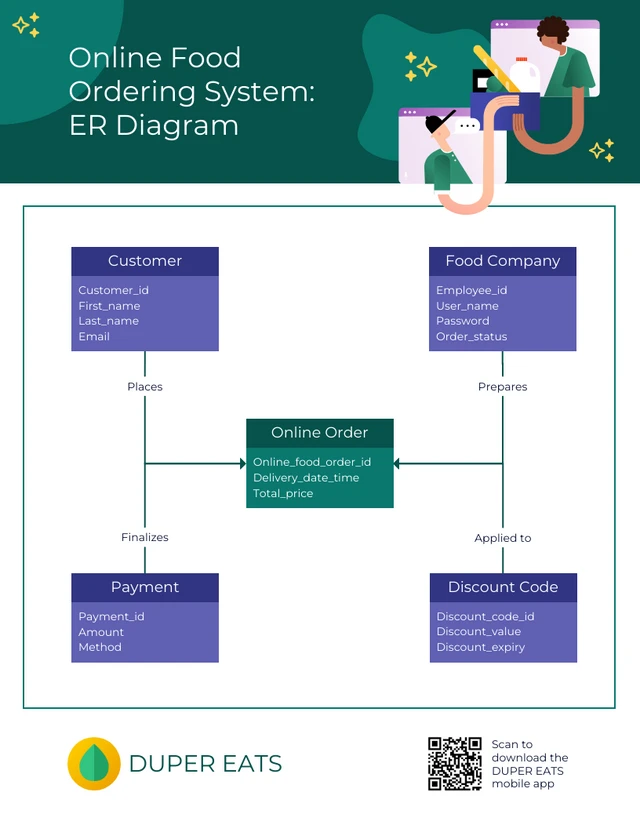 Online Food
Ordering System:
ER Diagram
Customer
Customer_id
First_name
Last_name
Email
Food Company
Employee_id
User_name
Password
Order_status
Places
Prepares
Online Order
Online_food_order_id
Delivery_date_time
Total_price
Finalizes
Applied to
Payment
Payment_id
Amount
Method
Discount Code
Discount_code_id
Discount_value
Discount_expiry
DUPER EATS
Scan to
download the
DUPER EATS
mobile app